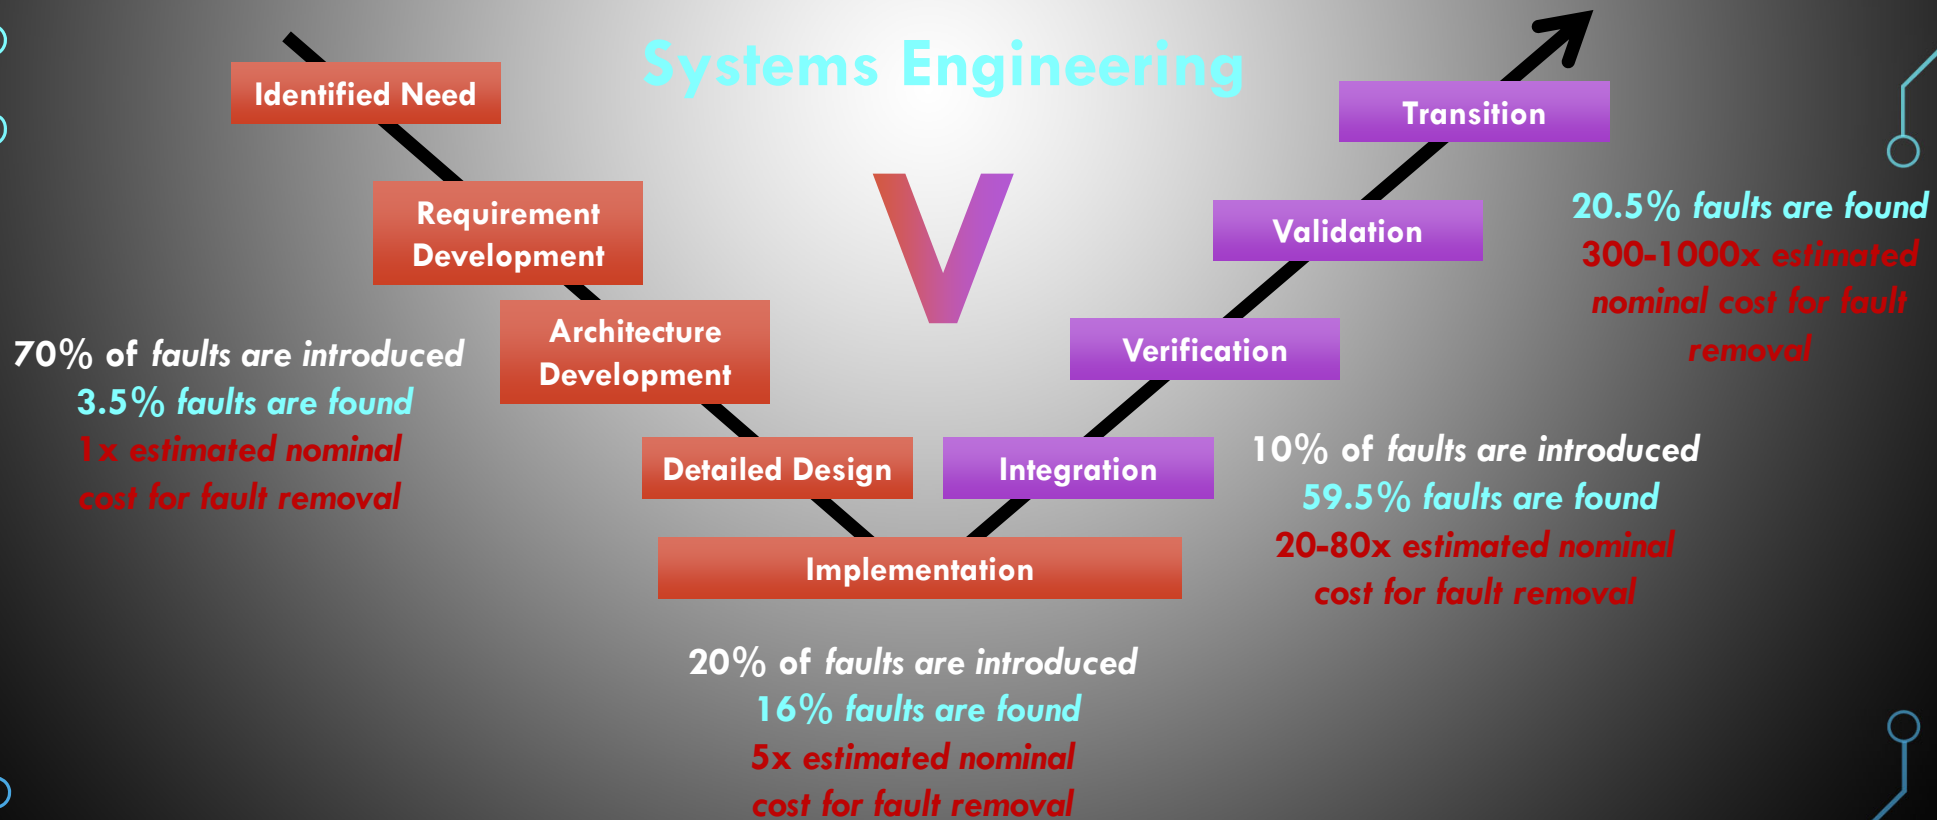 Systems Engineering
V
Identified Need
Requirement
Development
Architecture
Development
Detailed Design
Implementation
Integration
Verification
Validation
Transition
70% of faults are introduced
3.5% faults are found
1x estimated nominal
cost for fault removal
20% of faults are introduced
16% faults are found
5x estimated nominal
cost for fault removal
10% of faults are introduced
59.5% faults are found
20-80x estimated nominal
cost for fault removal
20.5% faults are found
300-1000x estimated
nominal cost for fault
removal